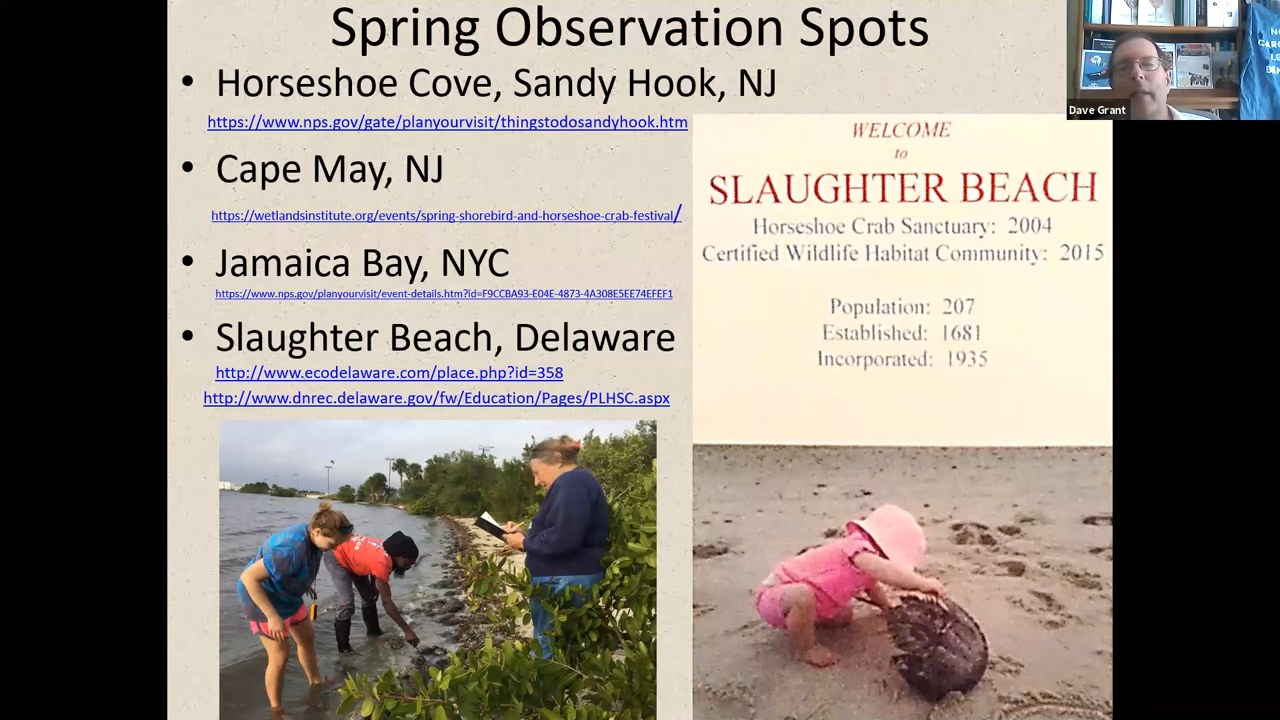 Spring Observation Spots
• Horseshoe Cove, Sandy Hook, NJ
https://www.nps.gov/gate/planyourvisit/thingstodosandyhook.htm
• Cape May, NJ
https://wetlandsinstitute.org/events/spring-shorebird-and-horseshoe-crab-festival/
• Jamaica Bay, NYC
https://www.nps.gov/planyourvisit/event-details.htm?id=F9CCBA93-E04E-4873-4A308E5EE74EFEF1
• Slaughter Beach, Delaware
http://www.ecodelaware.com/place.php?id=358
http://www.dnrec.delaware.gov/fw/Education/Pages/PLHSC.aspx
WELCOME
to
SLAUGHTER BEACH
Horseshoe Crab Sanctuary: 2004
Certified Wildlife Habitat Community: 2015
Population: 207
Established: 1681
Incorporated: 1935
Dave Grant